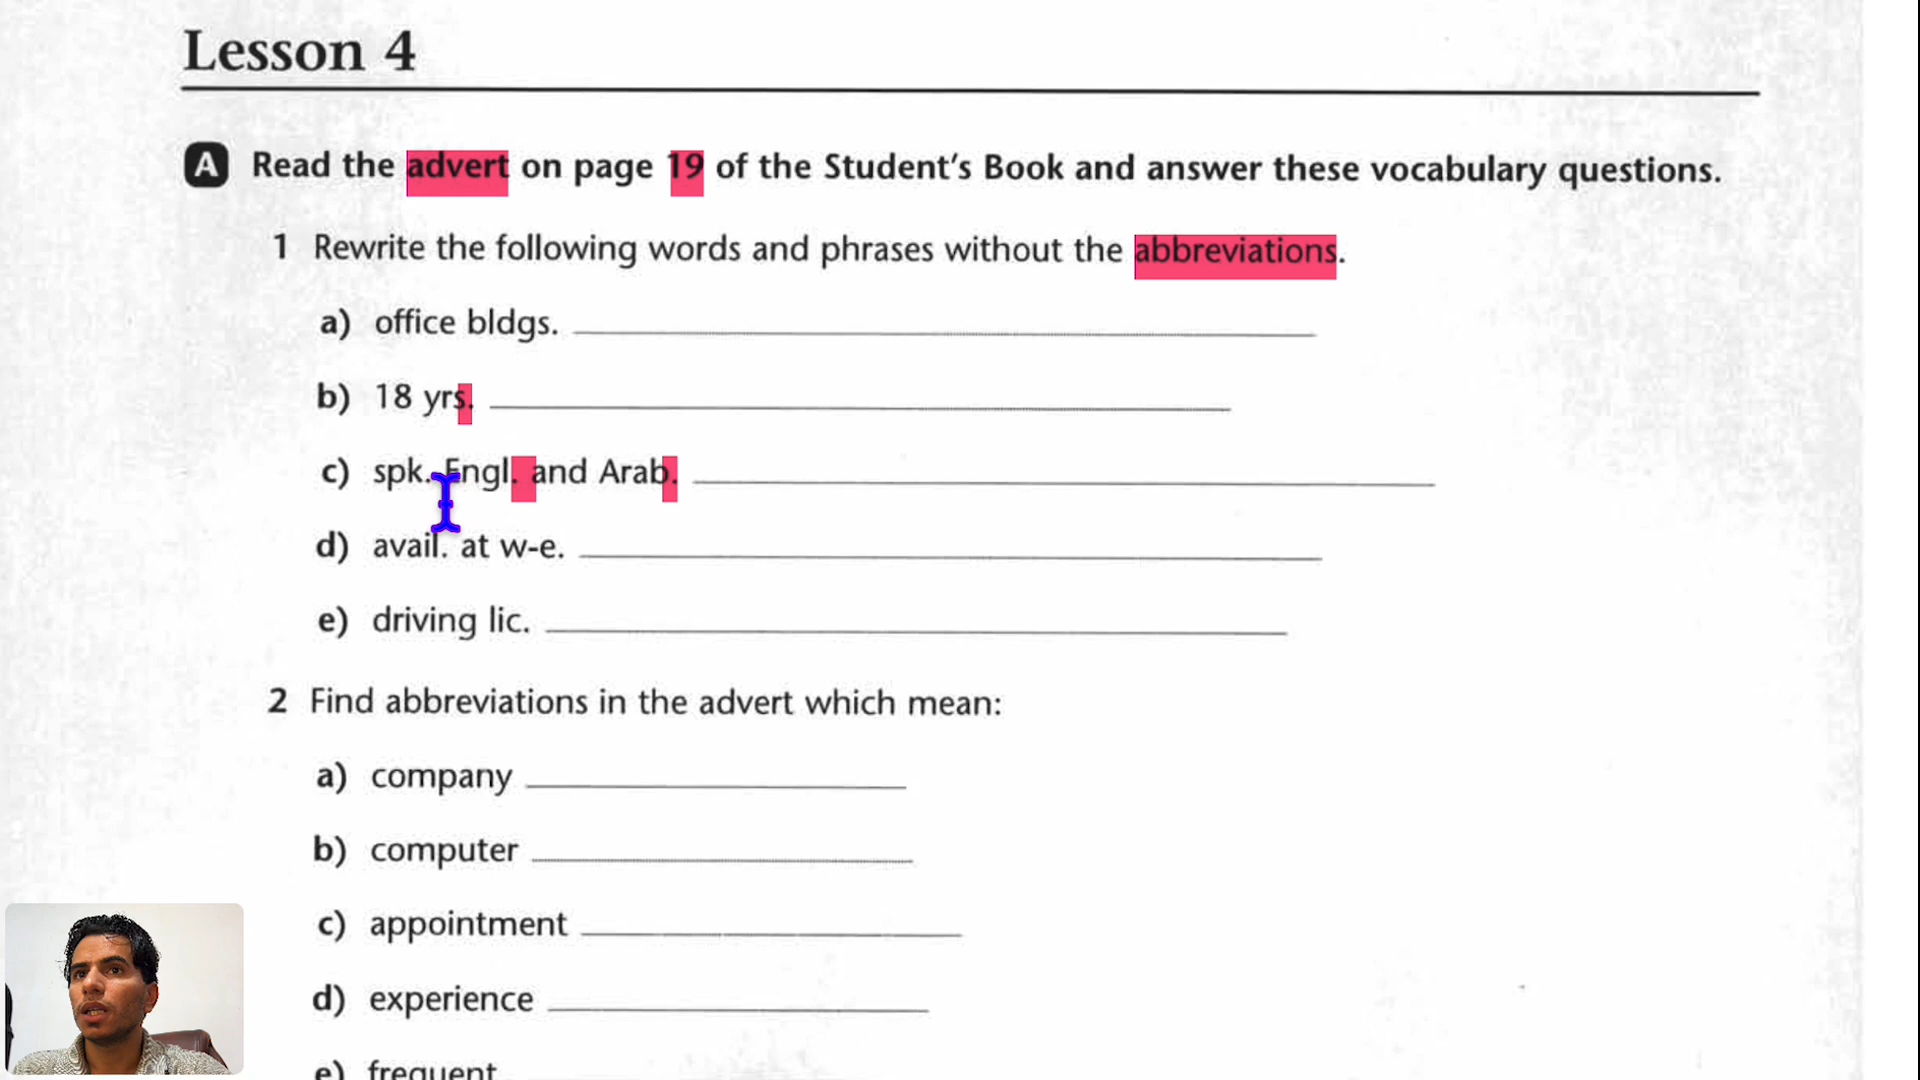 Lesson 4
A Read the advert on page 19 of the Student's Book and answer these vocabulary questions.
1 Rewrite the following words and phrases without the abbreviations.
a) office bldgs.
b) 18 yrs.
c) spk. Engl. and Arab.
d) avail. at w-e.
e) driving lic.
2 Find abbreviations in the advert which mean:
a) company
b) computer
c) appointment
d) experience
e) frequent